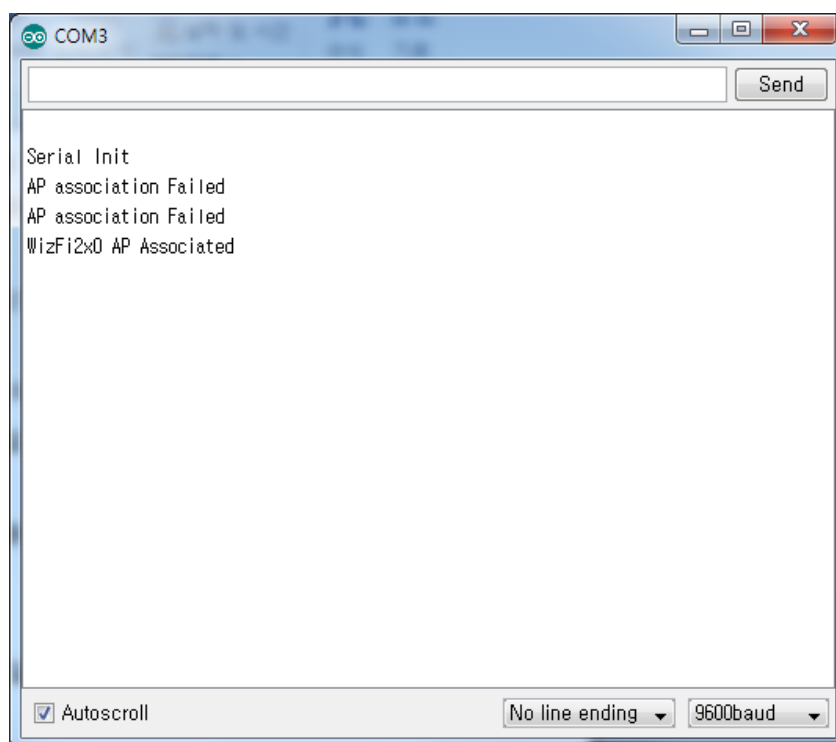 COM3
Send
Serial Init
AP association Failed
AP association Failed
WizFi2x0 AP Associated
Autoscroll
No line ending
9600baud